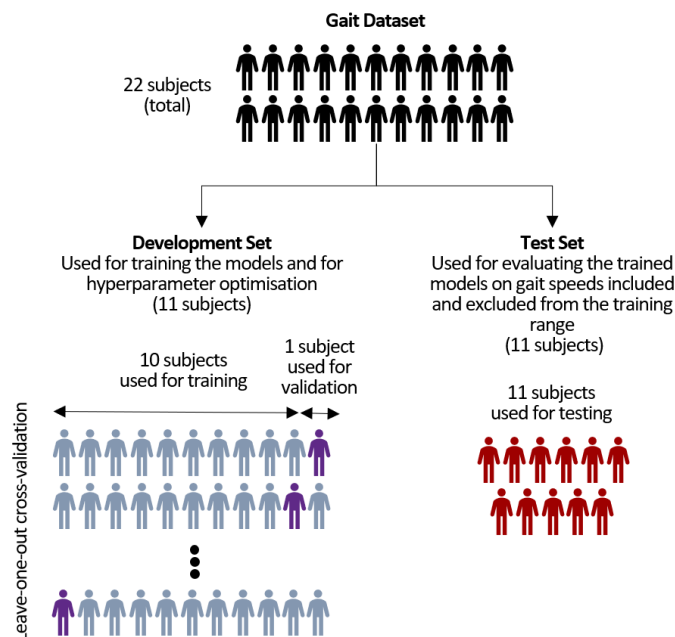 Gait Dataset
22 subjects
(total)
Development Set
Used for training the models and for
hyperparameter optimisation
(11 subjects)
Test Set
Used for evaluating the trained
models on gait speeds included
and excluded from the training
range
(11 subjects)
10 subjects
used for training
1 subject
used for
validation
11 subjects
used for testing
Leave-one-out cross-validation